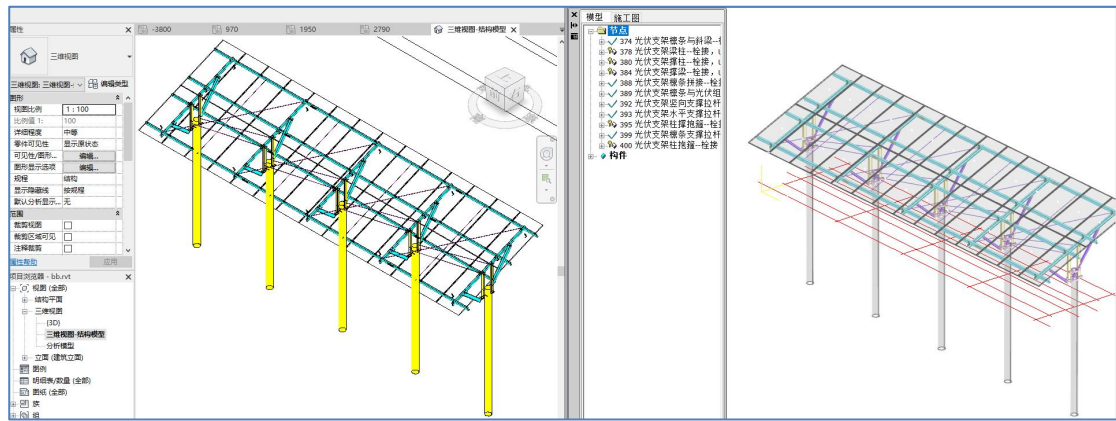 属性
三维视图
三维视图: 三维视图-
编辑类型
图形
视图比例 1 : 100
比例值 1: 100
详细程度 中等
零件可见性 显示原状态
可见性/图形... 编辑...
图形显示选项 编辑...
规程 结构
显示隐藏线 按规程
默认分析显示... 无
范围
裁剪视图
裁剪区域可见
注释裁剪
属性帮助 应用
项目浏览器 - bb.rvt
视图 (全部)
结构平面
三维视图
{3D}
三维视图-结构模型
分析模型
立面 (建筑立面)
图例
明细表/数量 (全部)
图纸 (全部)
族
组
-3800 970 1950 2790 三维视图-结构模型
模型 施工图
节点
374 光伏支架檩条与斜梁--
378 光伏支架梁柱--栓接,
380 光伏支架撑柱--栓接,
384 光伏支架撑梁--栓接,
388 光伏支架檩条拼接--栓
389 光伏支架檩条与光伏组
392 光伏支架竖向支撑拉杆
393 光伏支架水平支撑拉杆
395 光伏支架柱撑抱箍--栓
399 光伏支架檩条支撑拉杆
400 光伏支架柱抱箍--栓接
构件